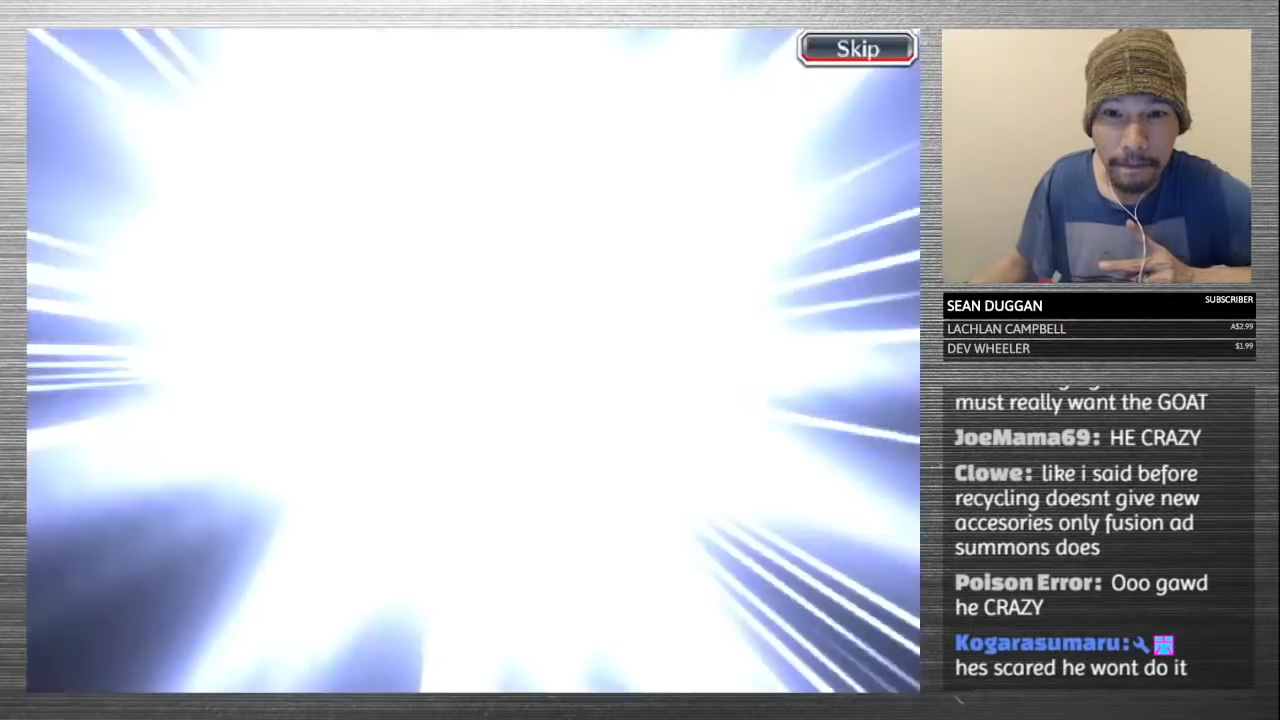 Skip
SEAN DUGGAN SUBSCRIBER
LACHLAN CAMPBELL A$2.99
DEV WHEELER $1.99
must really want the GOAT
JoeMama69: HE CRAZY
Clowe: like i said before
recycling doesnt give new
accesories only fusion ad
summons does
Poison Error: Ooo gawd
he CRAZY
Kogarasumaru:
hes scared he wont do it